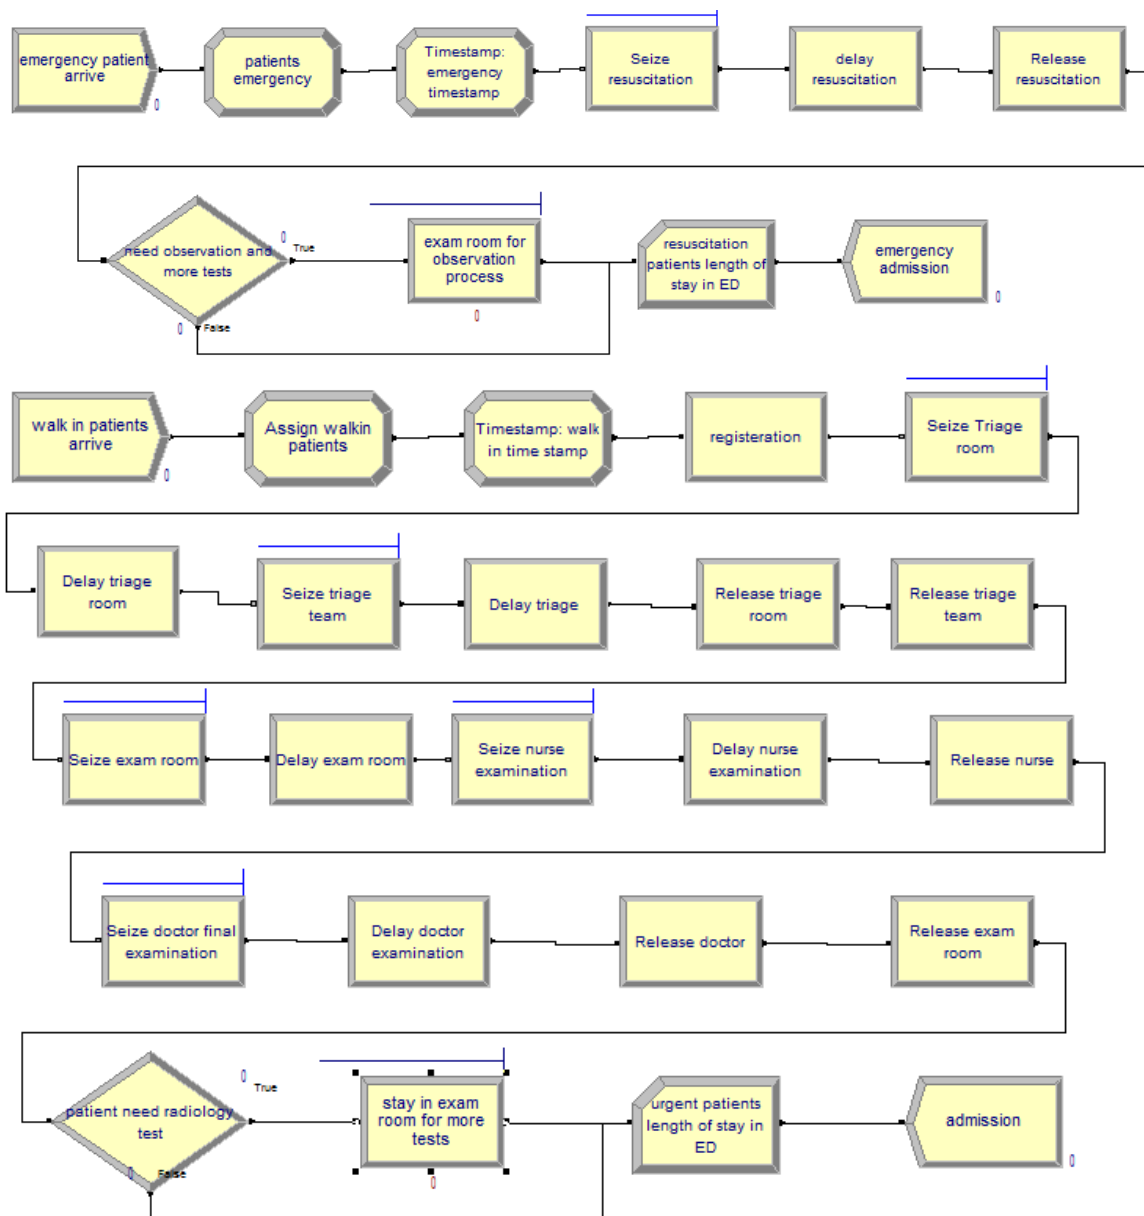 emergency patient
arrive
0
patients
emergency
Timestamp:
emergency
timestamp
Seize
resuscitation
delay
resuscitation
Release
resuscitation
need observation and
more tests
0
True
0
False
exam room for
observation
process
0
resuscitation
patients length of
stay in ED
emergency
admission
0
walk in patients
arrive
0
Assign walkin
patients
Timestamp: walk
in time stamp
registeration
Seize Triage
room
Delay triage
room
Seize triage
team
Delay triage
Release triage
room
Release triage
team
Seize exam room
Delay exam room
Seize nurse
examination
Delay nurse
examination
Release nurse
Seize doctor final
examination
Delay doctor
examination
Release doctor
Release exam
room
patient need radiology
test
0
True
0
False
stay in exam
room for more
tests
0
urgent patients
length of stay in
ED
admission
0